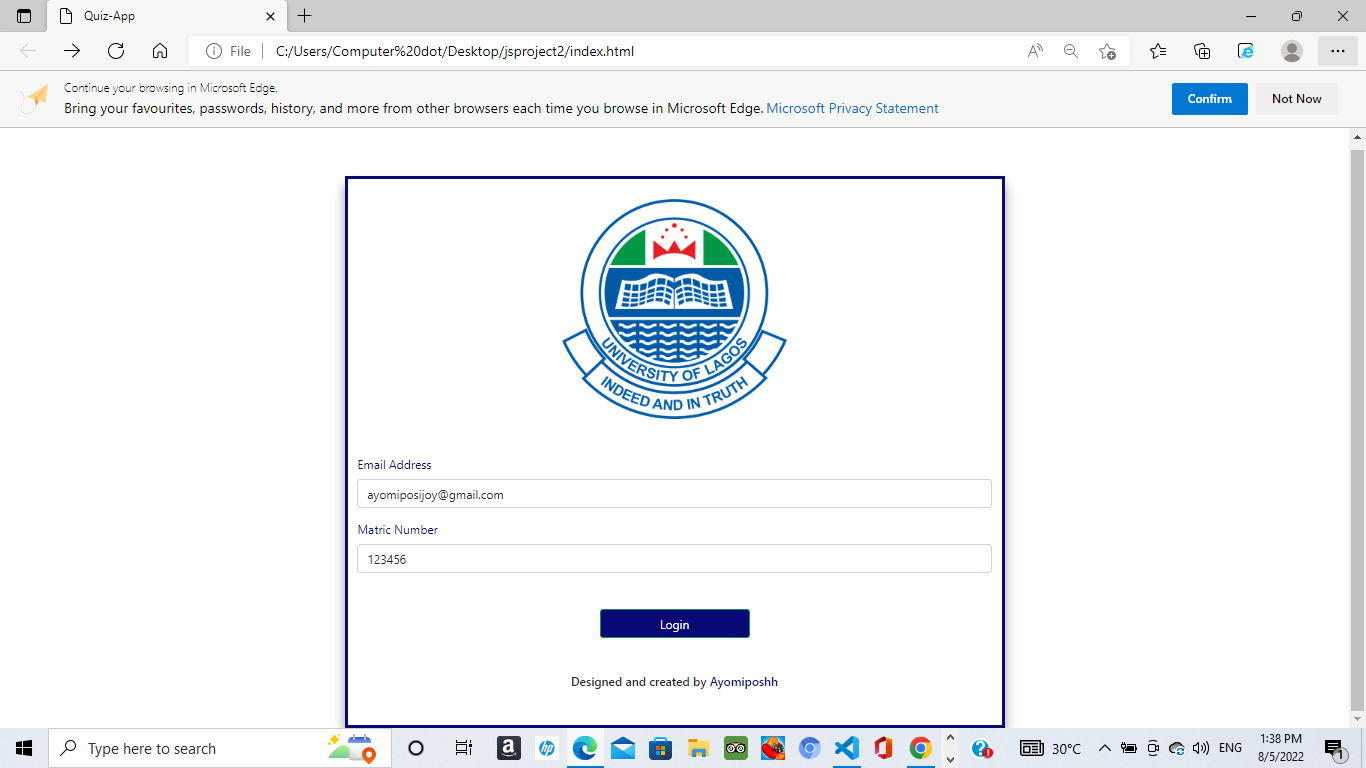 Quiz-App
File
C:/Users/Computer%20dot/Desktop/jsproject2/index.html
Continue your browsing in Microsoft Edge.
Bring your favourites, passwords, history, and more from other browsers each time you browse in Microsoft Edge. Microsoft Privacy Statement
Confirm
Not Now
UNIVERSITY OF LAGOS
INDEED AND IN TRUTH
Email Address
ayomiposijoy@gmail.com
Matric Number
123456
Login
Designed and created by Ayomiposhh
Type here to search
30°C
ENG
1:38 PM
8/5/2022
1